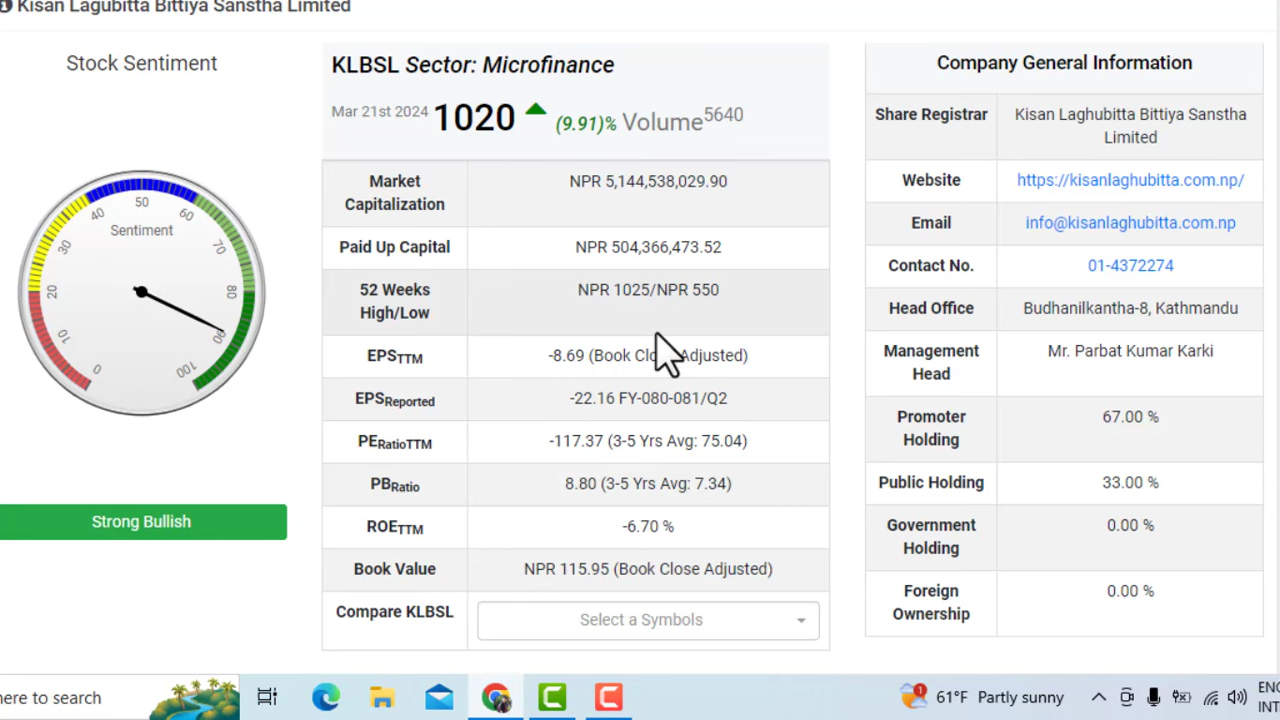 Kisan Lagubitta Bittiya Sanstha Limited
Stock Sentiment
0
10
20
30
40
50
60
70
80
90
100
Sentiment
Strong Bullish
KLBSL Sector: Microfinance
Mar 21st 2024 1020 (9.91)% Volume 5640
Market Capitalization NPR 5,144,538,029.90
Paid Up Capital NPR 504,366,473.52
52 Weeks High/Low NPR 1025/NPR 550
EPSTTM -8.69 (Book Adjusted)
EPSReported -22.16 FY-080-081/Q2
PERatioTTM -117.37 (3-5 Yrs Avg: 75.04)
PBRatio 8.80 (3-5 Yrs Avg: 7.34)
ROETTM -6.70 %
Book Value NPR 115.95 (Book Close Adjusted)
Compare KLBSL Select a Symbols
Company General Information
Share Registrar Kisan Laghubitta Bittiya Sanstha Limited
Website https://kisanlaghubitta.com.np/
Email info@kisanlaghubitta.com.np
Contact No. 01-4372274
Head Office Budhanilkantha-8, Kathmandu
Management Head Mr. Parbat Kumar Karki
Promoter Holding 67.00 %
Public Holding 33.00 %
Government Holding 0.00 %
Foreign Ownership 0.00 %
here to search
1
61°F Partly sunny
ENG
INT